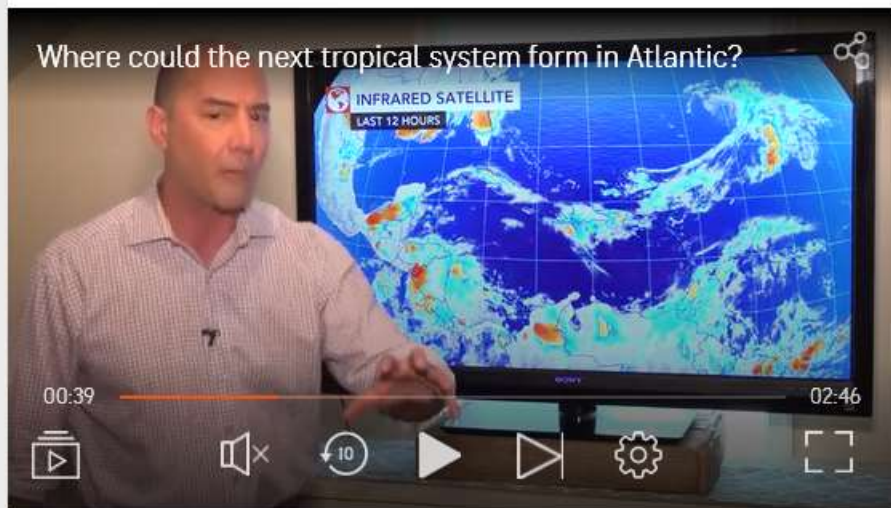 Where could the next tropical system form in Atlantic?
INFRARED SATELLITE
LAST 12 HOURS
SONY
00:39
02:46
10